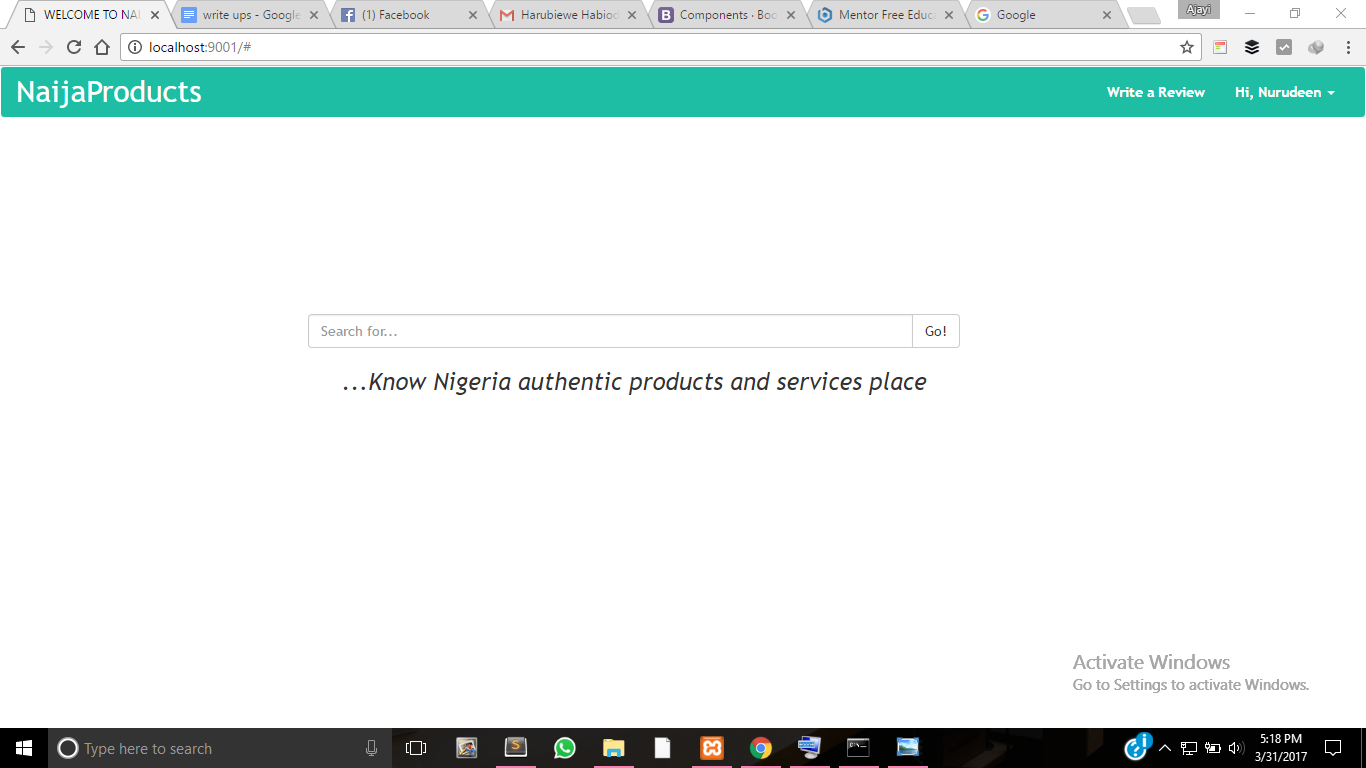 WELCOME TO NAI
write ups - Google
(1) Facebook
Harubiewe Habiod
Components · Boo
Mentor Free Educa
Google
Ajayi
localhost:9001/#
NaijaProducts
Write a Review
Hi, Nurudeen
Search for...
Go!
...Know Nigeria authentic products and services place
Activate Windows
Go to Settings to activate Windows.
Type here to search
5:18 PM
3/31/2017